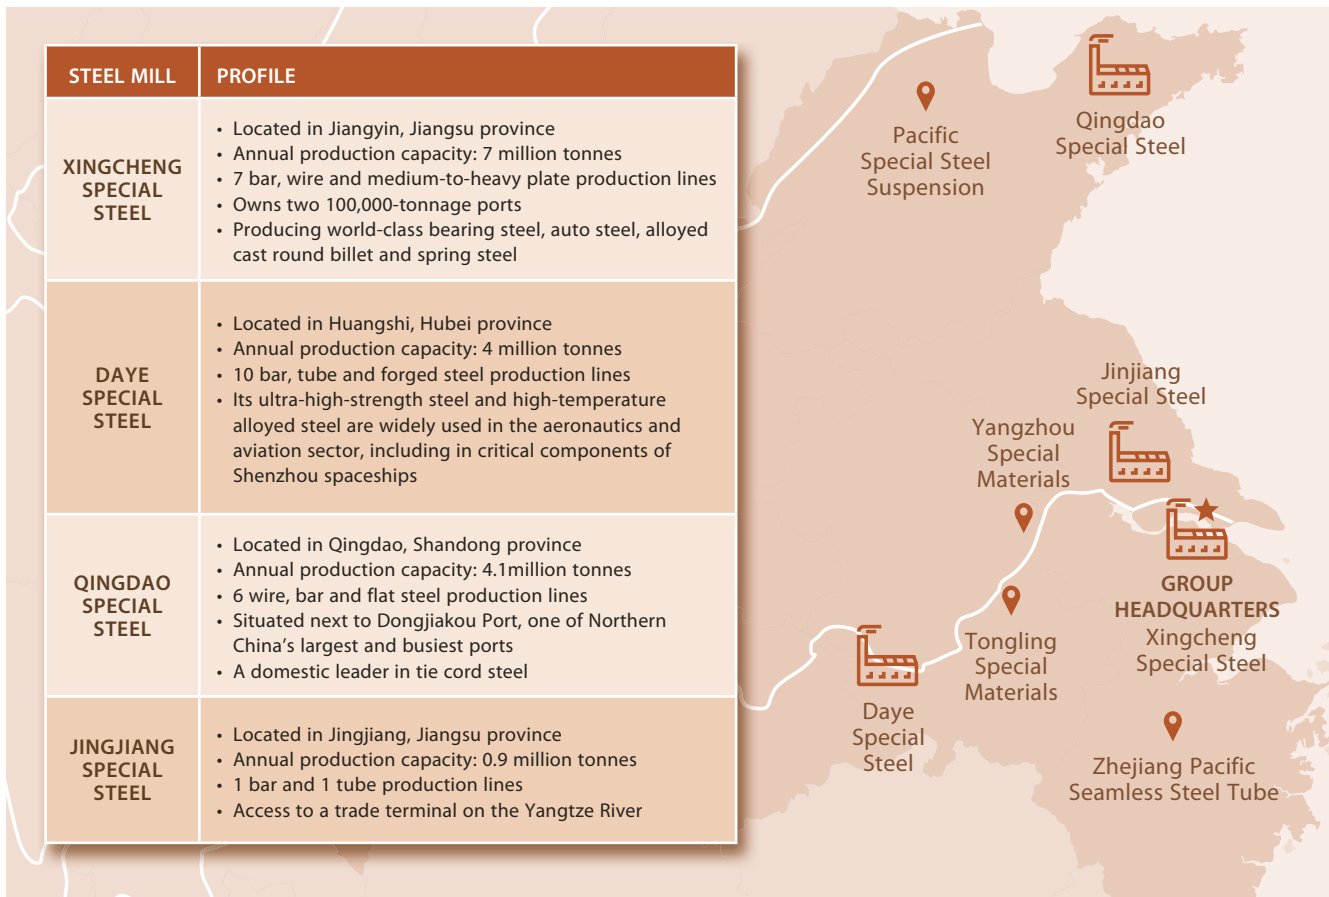 STEEL MILL
PROFILE
XINGCHENG
SPECIAL
STEEL
• Located in Jiangyin, Jiangsu province
• Annual production capacity: 7 million tonnes
• 7 bar, wire and medium-to-heavy plate production lines
• Owns two 100,000-tonnage ports
• Producing world-class bearing steel, auto steel, alloyed
cast round billet and spring steel
DAYE
SPECIAL
STEEL
• Located in Huangshi, Hubei province
• Annual production capacity: 4 million tonnes
• 10 bar, tube and forged steel production lines
• Its ultra-high-strength steel and high-temperature
alloyed steel are widely used in the aeronautics and
aviation sector, including in critical components of
Shenzhou spaceships
QINGDAO
SPECIAL
STEEL
• Located in Qingdao, Shandong province
• Annual production capacity: 4.1million tonnes
• 6 wire, bar and flat steel production lines
• Situated next to Dongjiakou Port, one of Northern
China's largest and busiest ports
• A domestic leader in tie cord steel
JINGJIANG
SPECIAL
STEEL
• Located in Jingjiang, Jiangsu province
• Annual production capacity: 0.9 million tonnes
• 1 bar and 1 tube production lines
• Access to a trade terminal on the Yangtze River
Pacific
Special Steel
Suspension
Qingdao
Special Steel
Jinjiang
Special Steel
Yangzhou
Special
Materials
GROUP
HEADQUARTERS
Xingcheng
Special Steel
Tongling
Special
Materials
Daye
Special
Steel
Zhejiang Pacific
Seamless Steel Tube